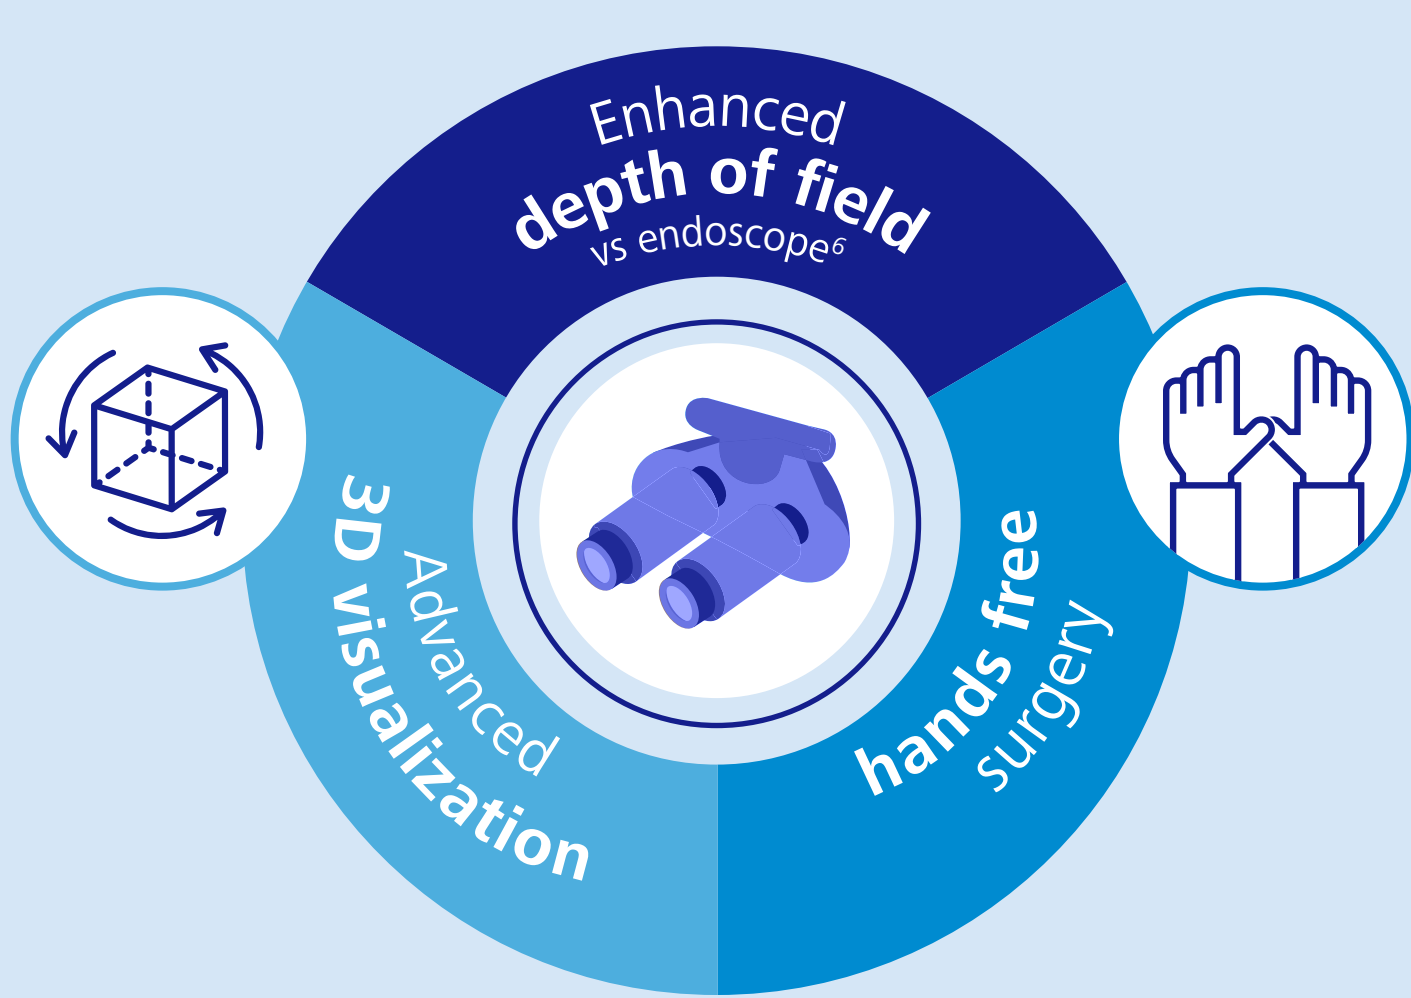 Enhanced
depth of field
vs endoscope⁶
Advanced
3D visualization
hands free
surgery